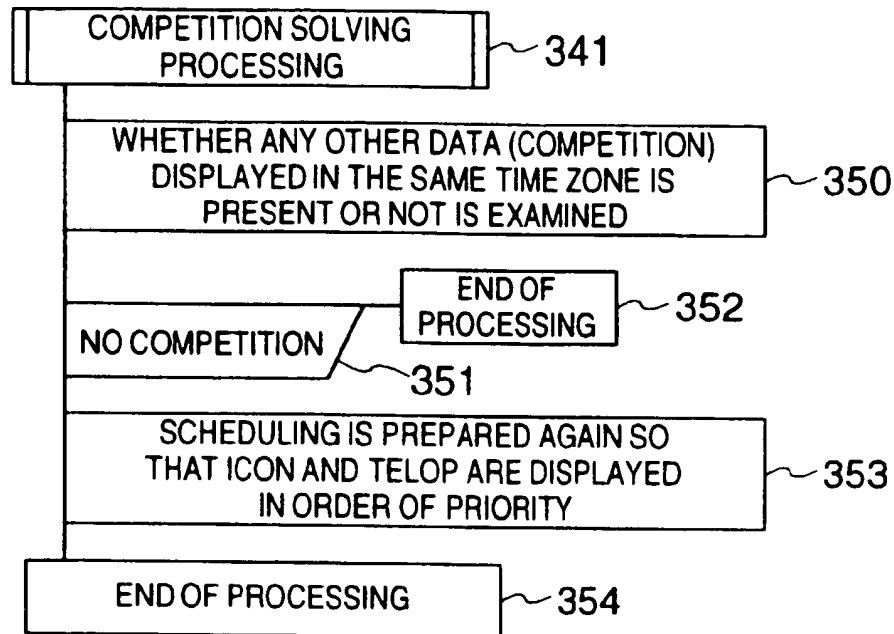 COMPETITION SOLVING
PROCESSING
341
WHETHER ANY OTHER DATA (COMPETITION)
DISPLAYED IN THE SAME TIME ZONE IS
PRESENT OR NOT IS EXAMINED
350
END OF
PROCESSING
352
NO COMPETITION
351
SCHEDULING IS PREPARED AGAIN SO
THAT ICON AND TELOP ARE DISPLAYED
IN ORDER OF PRIORITY
353
END OF PROCESSING
354